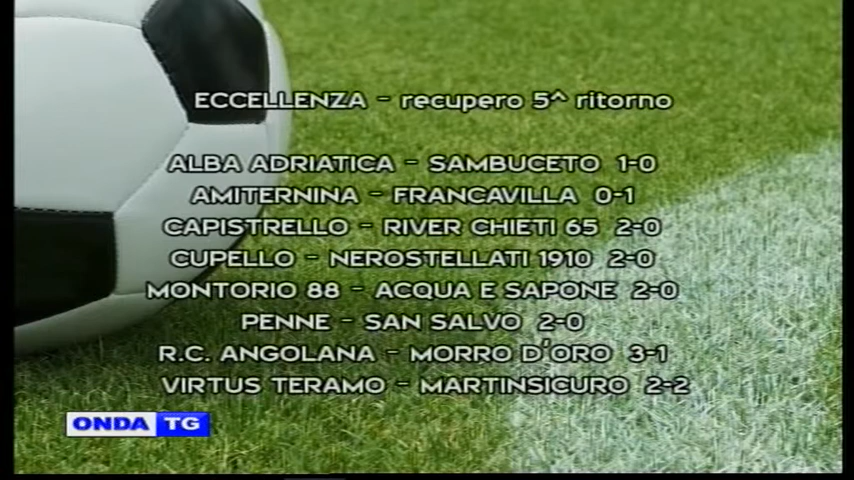 ECCELLENZA - recupero 5^ ritorno
ALBA ADRIATICA - SAMBUCETO 1-0
AMITERNINA - FRANCAVILLA 0-1
CAPISTRELLO - RIVER CHIETI 65 2-0
CUPELLO - NEROSTELLATI 1910 2-0
MONTORIO 88 - ACQUA E SAPONE 2-0
PENNE - SAN SALVO 2-0
R.C. ANGOLANA - MORRO D'ORO 3-1
VIRTUS TERAMO - MARTINSICURO 2-2
ONDA TG